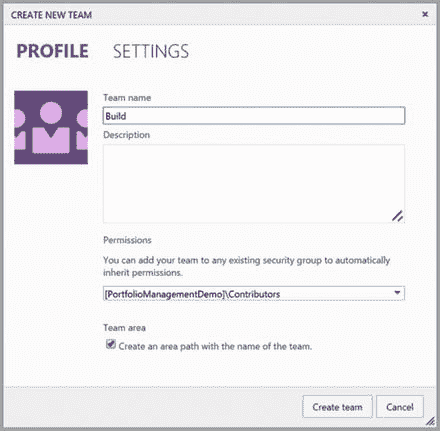 CREATE NEW TEAM
PROFILE SETTINGS
Team name
Build
Description
Permissions
You can add your team to any existing security group to automatically
inherit permissions.
[PortfolioManagementDemo]\Contributors
Team area
Create an area path with the name of the team.
Create team Cancel